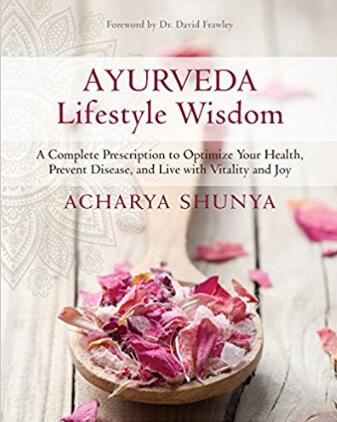 Foreword by Dr. David Frawley
AYURVEDA
Lifestyle Wisdom
A Complete Prescription to Optimize Your Health,
Prevent Disease, and Live with Vitality and Joy
ACHARYA SHUNYA